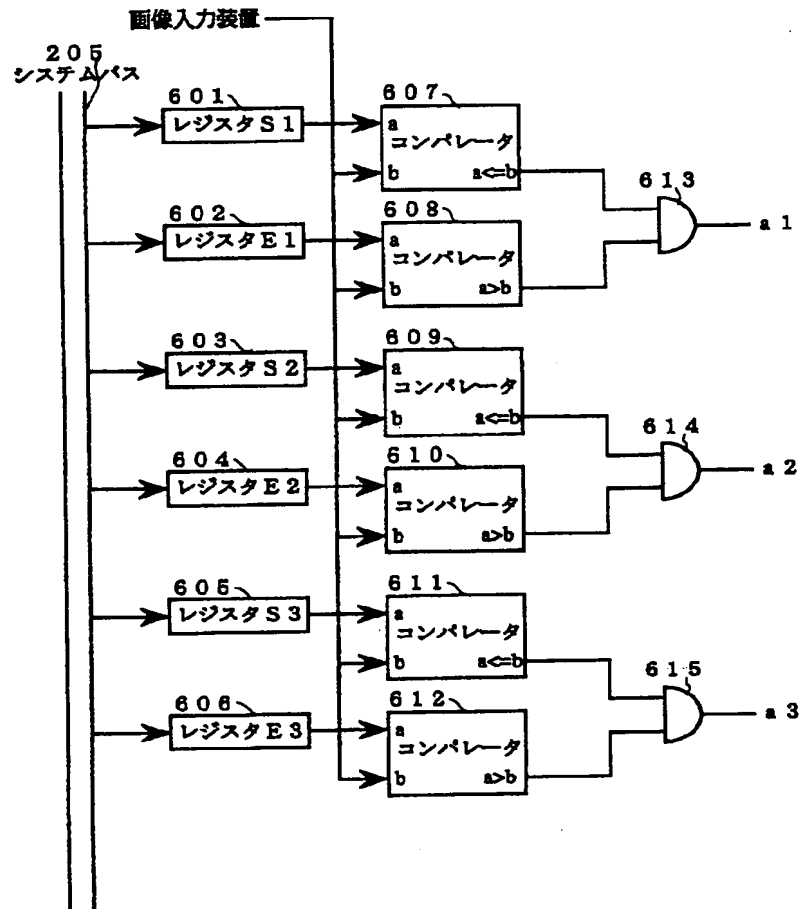 画像入力装置
205
システムバス
601
レジスタS1
607
a
コンパレータ
b a<=b
613
a1
602
レジスタE1
608
a
コンパレータ
b a>b
603
レジスタS2
609
a
コンパレータ
b a<=b
614
a2
604
レジスタE2
610
a
コンパレータ
b a>b
605
レジスタS3
611
a
コンパレータ
b a<=b
615
a3
606
レジスタE3
612
a
コンパレータ
b a>b